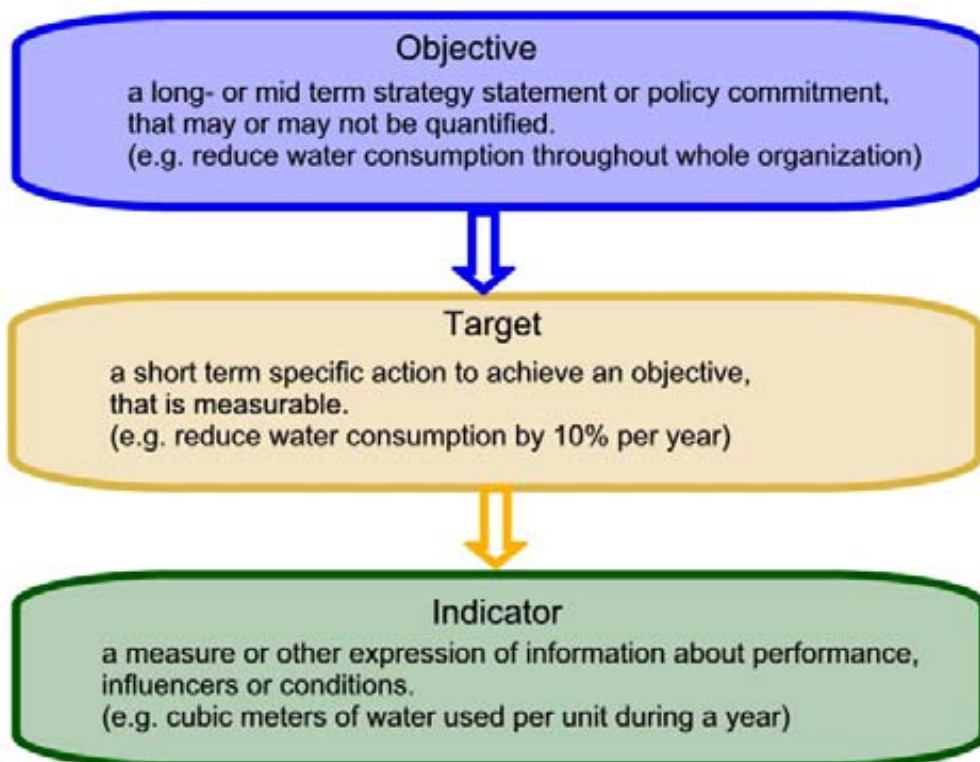 Objective
a long- or mid term strategy statement or policy commitment,
that may or may not be quantified.
(e.g. reduce water consumption throughout whole organization)
Target
a short term specific action to achieve an objective,
that is measurable.
(e.g. reduce water consumption by 10% per year)
Indicator
a measure or other expression of information about performance,
influencers or conditions.
(e.g. cubic meters of water used per unit during a year)